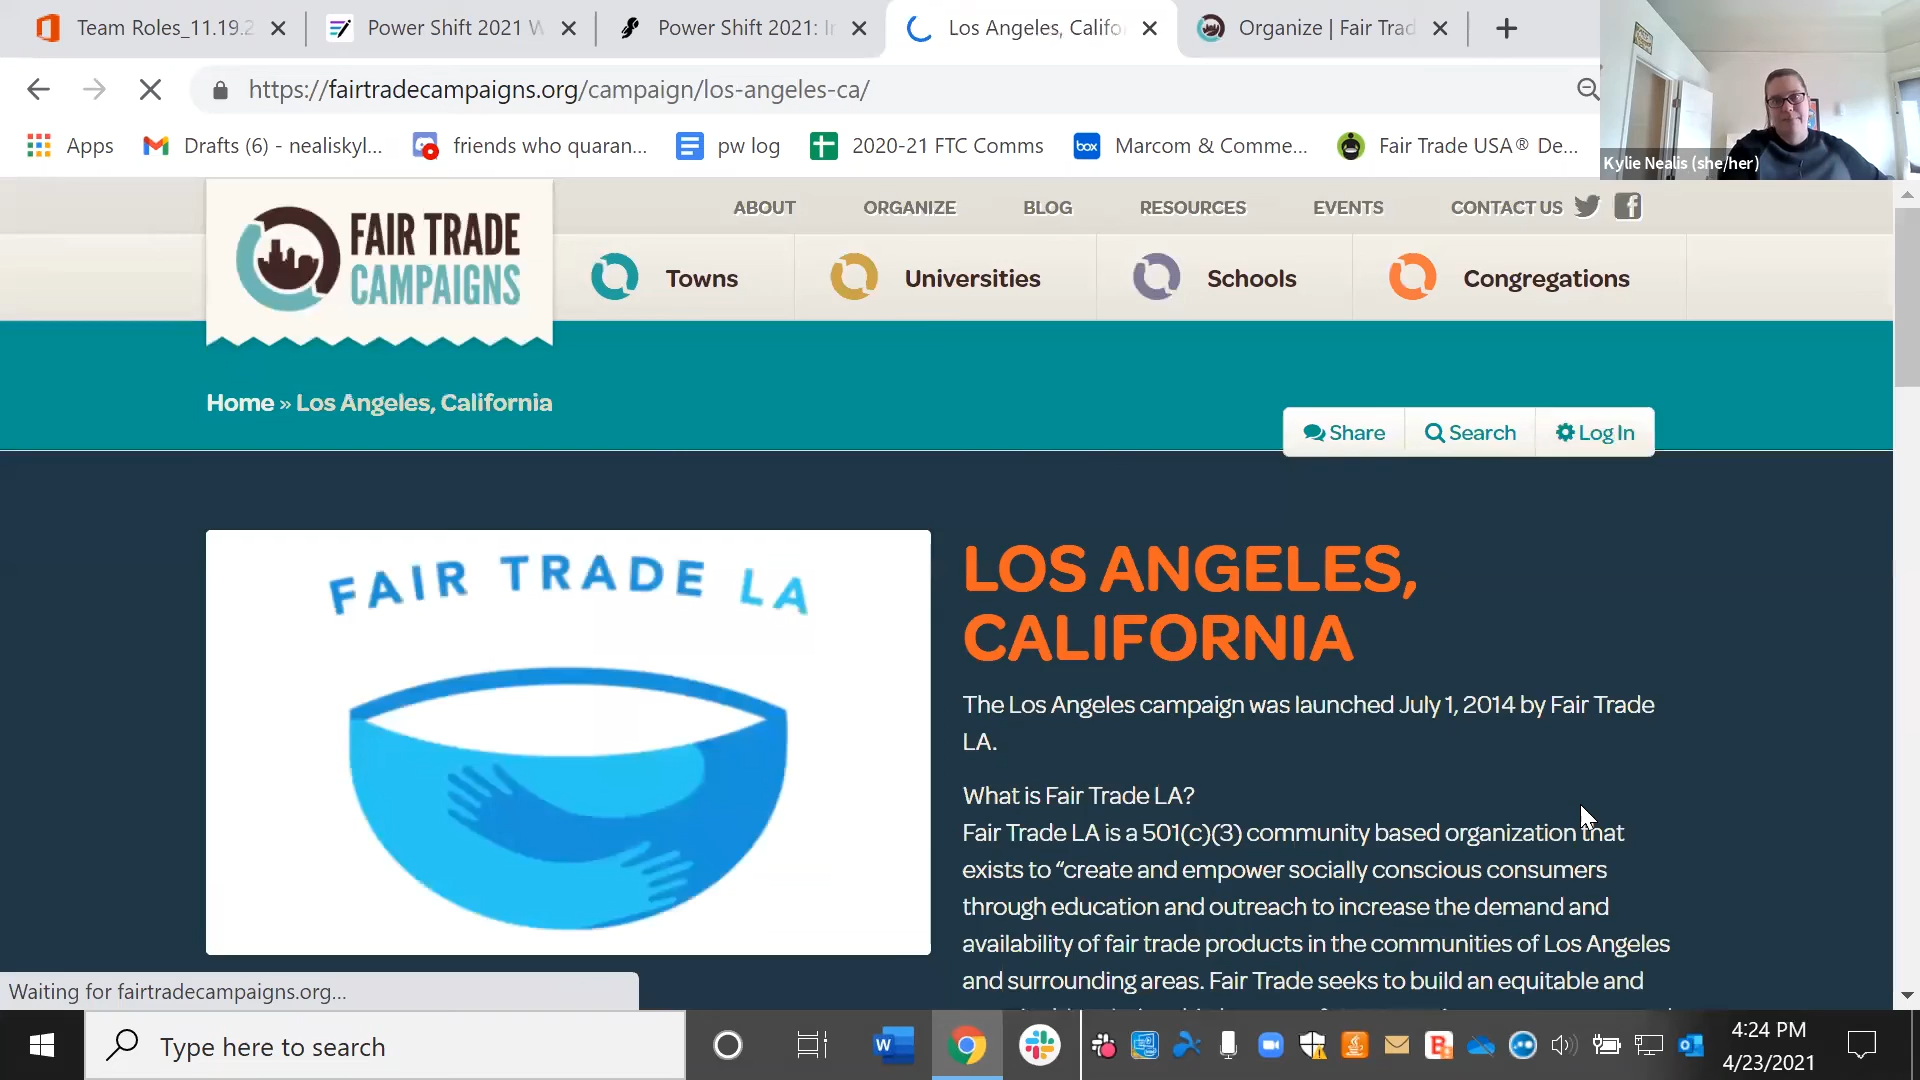 Team Roles_11.19.2
Power Shift 2021 W
Power Shift 2021: In
Los Angeles, Califo
Organize | Fair Trad
https://fairtradecampaigns.org/campaign/los-angeles-ca/
Apps
Drafts (6) - nealiskyl...
friends who quaran...
pw log
2020-21 FTC Comms
box
Marcom & Comme...
Fair Trade USA® De...
Kylie Nealis (she/her)
FAIR TRADE
CAMPAIGNS
ABOUT
ORGANIZE
BLOG
RESOURCES
EVENTS
CONTACT US
Towns
Universities
Schools
Congregations
Home » Los Angeles, California
Share
Search
Log In
FAIR TRADE LA
LOS ANGELES,
CALIFORNIA
The Los Angeles campaign was launched July 1, 2014 by Fair Trade
LA.
What is Fair Trade LA?
Fair Trade LA is a 501(c)(3) community based organization that
exists to “create and empower socially conscious consumers
through education and outreach to increase the demand and
availability of fair trade products in the communities of Los Angeles
and surrounding areas. Fair Trade seeks to build an equitable and
Waiting for fairtradecampaigns.org...
Type here to search
4:24 PM
4/23/2021